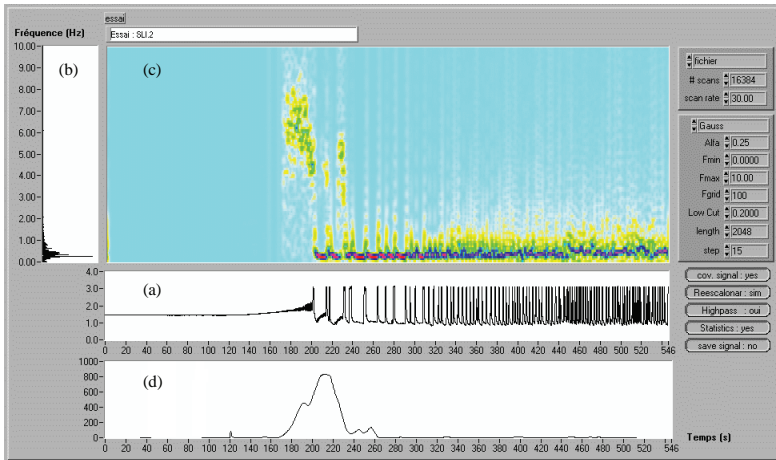 essai
Essai : SLI.2
Fréquence (Hz)
(b)
(c)
10.00
9.00
8.00
7.00
6.00
5.00
4.00
3.00
2.00
1.00
0.00
fichier
# scans 16384
scan rate 30.00
Gauss
Alfa 0.25
Fmin 0.0000
Fmax 10.00
Fgrid 100
Low Cut 0.2000
length 2048
step 15
cov. signal : yes
Reescalonar : sim
Highpass : oui
Statistics : yes
save signal : no
(a)
4.0
3.0
2.0
1.0
0.0
0 20 40 60 80 100 120 140 160 180 200 220 240 260 280 300 320 340 360 380 400 420 440 460 480 500 520 546
(d)
1000
800
600
400
200
0
0 20 40 60 80 100 120 140 160 180 200 220 240 260 280 300 320 340 360 380 400 420 440 460 480 500 520 546
Temps (s)